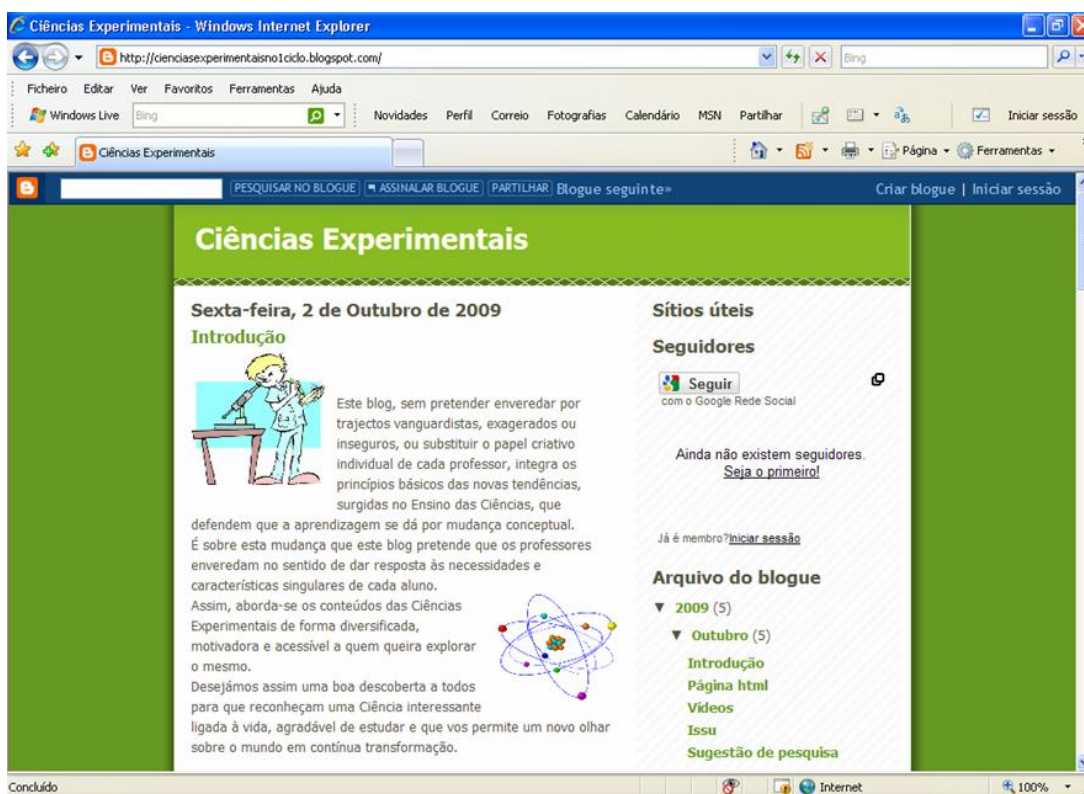 Ciências Experimentais - Windows Internet Explorer
http://cienciasexperimentaisno1ciclo.blogspot.com/
Bing
Ficheiro Editar Ver Favoritos Ferramentas Ajuda
Windows Live Bing Novidades Perfil Correio Fotografias Calendário MSN Partilhar Iniciar sessão
Ciências Experimentais Página Ferramentas
PESQUISAR NO BLOGUE ASSINALAR BLOGUE PARTILHAR Blogue seguinte» Criar blogue | Iniciar sessão
Ciências Experimentais
Sexta-feira, 2 de Outubro de 2009
Introdução
Este blog, sem pretender enveredar por
trajectos vanguardistas, exagerados ou
inseguros, ou substituir o papel criativo
individual de cada professor, integra os
princípios básicos das novas tendências,
surgidas no Ensino das Ciências, que
defendem que a aprendizagem se dá por mudança conceptual.
É sobre esta mudança que este blog pretende que os professores
enveredam no sentido de dar resposta às necessidades e
características singulares de cada aluno.
Assim, aborda-se os conteúdos das Ciências
Experimentais de forma diversificada,
motivadora e acessível a quem queira explorar
o mesmo.
Desejámos assim uma boa descoberta a todos
para que reconheçam uma Ciência interessante
ligada à vida, agradável de estudar e que vos permite um novo olhar
sobre o mundo em contínua transformação.
Sítios úteis
Seguidores
Seguir
com o Google Rede Social
Ainda não existem seguidores.
Seja o primeiro!
Já é membro?Iniciar sessão
Arquivo do blogue
▼ 2009 (5)
▼ Outubro (5)
Introdução
Página html
Vídeos
Issu
Sugestão de pesquisa
Concluído Internet 100%